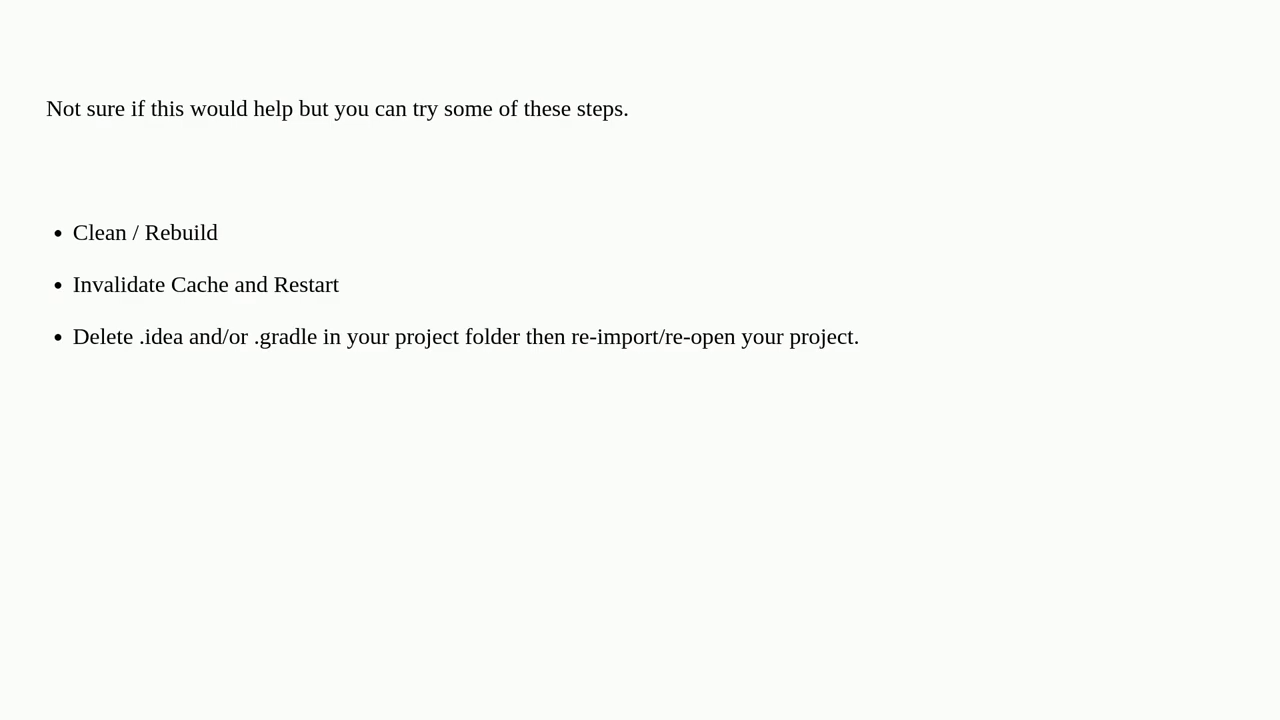 Not sure if this would help but you can try some of these steps.
• Clean / Rebuild
• Invalidate Cache and Restart
• Delete .idea and/or .gradle in your project folder then re-import/re-open your project.